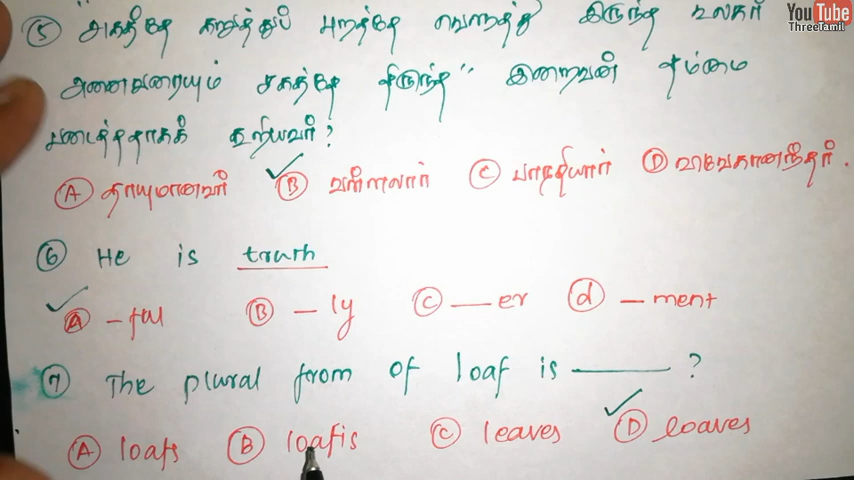 YouTube
ThreeTamil
⑤ " அகத்தே கறுத்துப் புறத்தே வெளுத்து இருந்த உலகர்
அனைவரையும் சகத்தே திருந்த " இறைவன் தம்மை
படைத்ததாகக் கூறியவர் ?
Ⓐ தாயுமானவர் Ⓑ வள்ளலார் Ⓒ பாரதியார் Ⓓ விவேகானந்தர் .
⑥ He is truth
Ⓐ – ful Ⓑ – ly Ⓒ — er ⓓ – ment
⑦ The plural from of loaf is ______ ?
Ⓐ loafs Ⓑ loafis Ⓒ leaves Ⓓ loaves